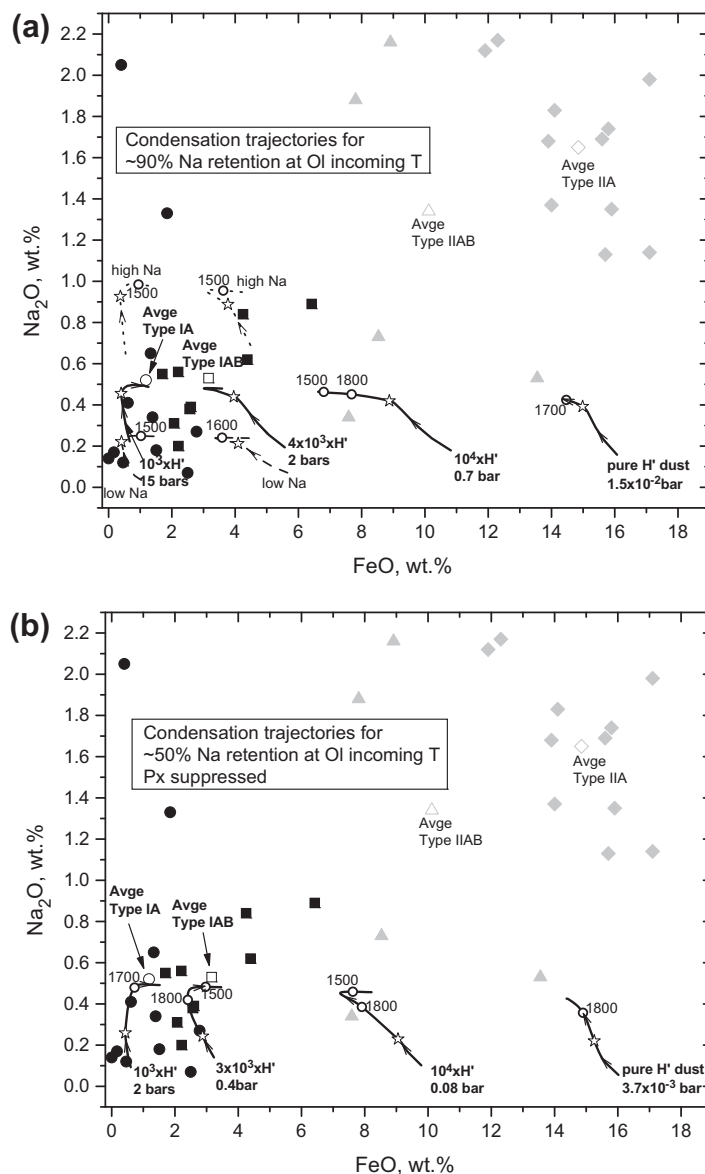 (a)
2.2
2.0
1.8
1.6
1.4
1.2
1.0
0.8
0.6
0.4
0.2
0.0
Na₂O, wt.%
Condensation trajectories for
~90% Na retention at Ol incoming T
Avge
Type IIA
Avge
Type IIAB
high Na
1500
1500
high Na
Avge
Type IA
Avge
Type IAB
1500
1800
1700
1500
1600
10³xH'
15 bars
low Na
4x10³xH'
2 bars
low Na
10⁴xH'
0.7 bar
pure H' dust
1.5x10⁻²bar
0
2
4
6
8
10
12
14
16
18
FeO, wt.%
(b)
2.2
2.0
1.8
1.6
1.4
1.2
1.0
0.8
0.6
0.4
0.2
0.0
Na₂O, wt.%
Condensation trajectories for
~50% Na retention at Ol incoming T
Px suppressed
Avge
Type IIA
Avge
Type IIAB
Avge
Type IA
Avge
Type IAB
1700
1800
1500
1500
1800
1800
10³xH'
2 bars
3x10³xH'
0.4bar
10⁴xH'
0.08 bar
pure H' dust
3.7x10⁻³ bar
0
2
4
6
8
10
12
14
16
18
FeO, wt.%